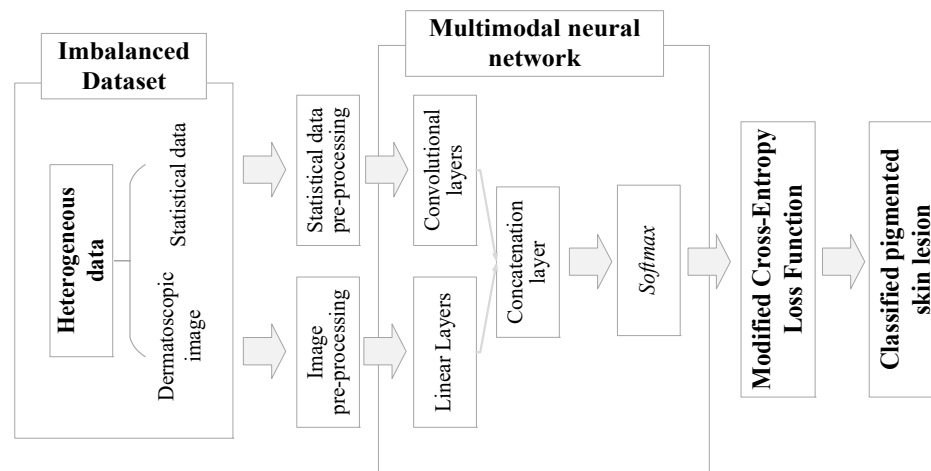 Imbalanced
Dataset
Heterogeneous
data
Statistical data
Dermatoscopic
image
Statistical data
pre-processing
Image
pre-processing
Multimodal neural
network
Convolutional
layers
Linear Layers
Concatenation
layer
Softmax
Modified Cross-Entropy
Loss Function
Classified pigmented
skin lesion